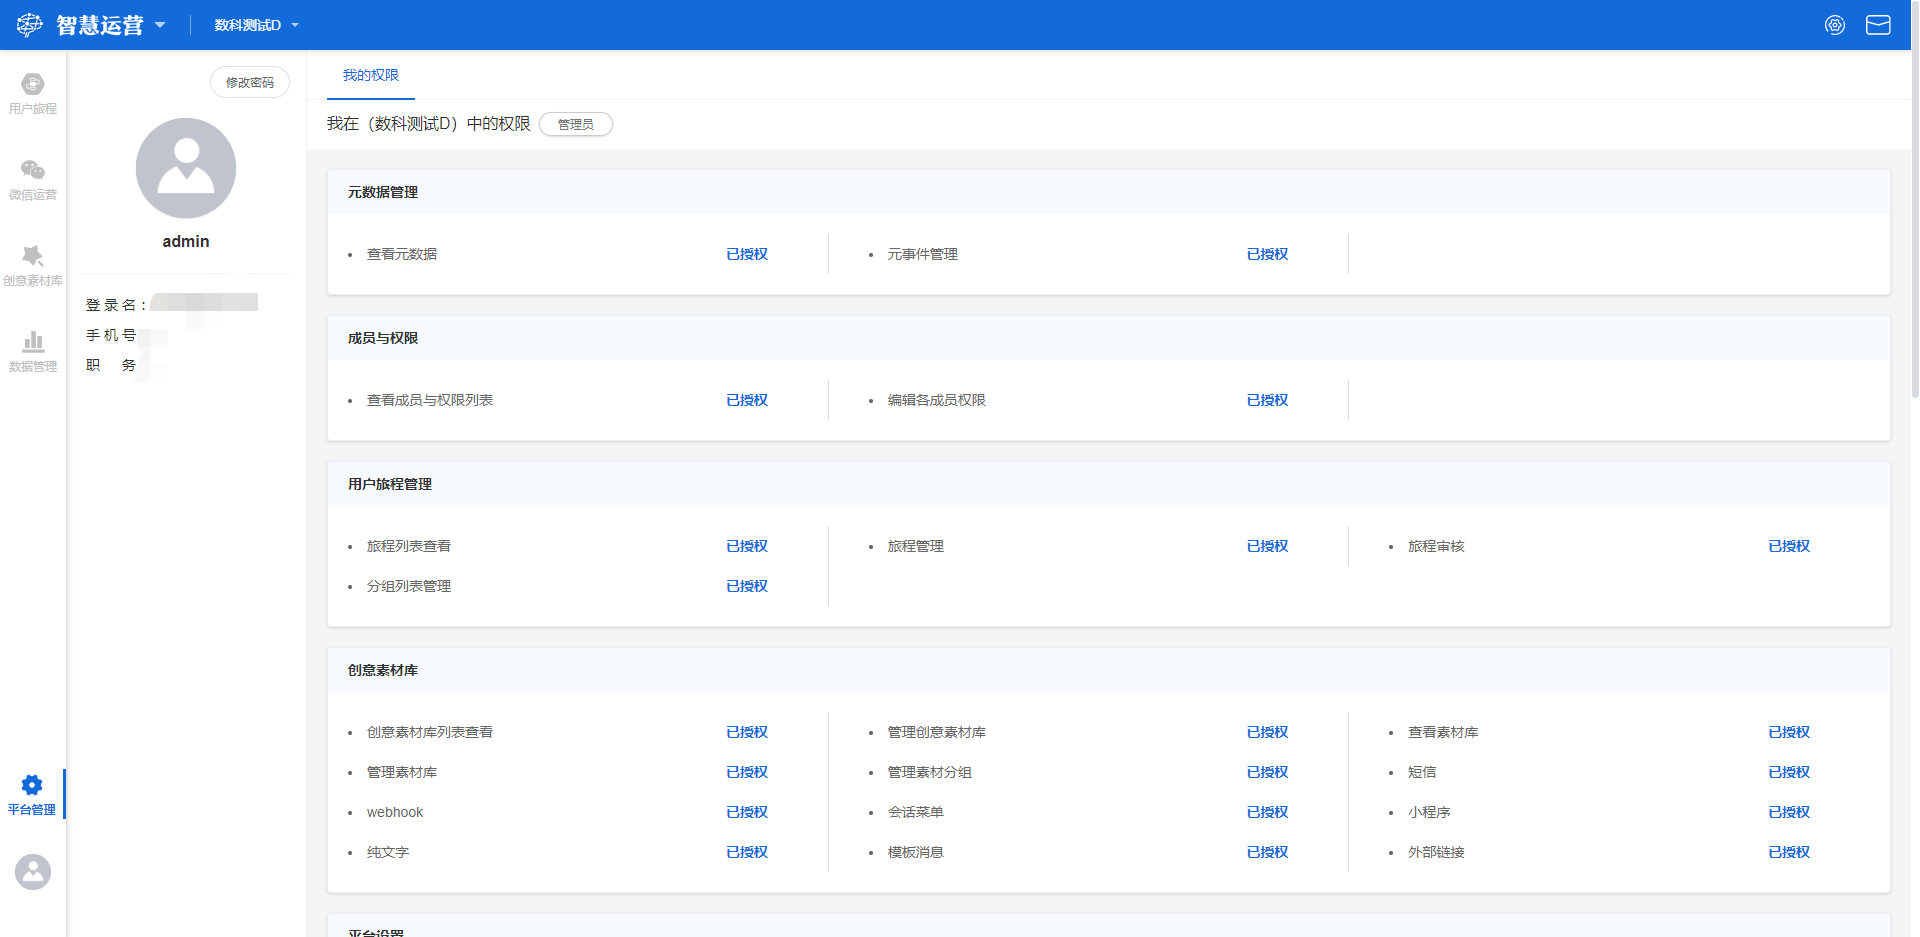 智慧运营 数科测试D
用户旅程
微信运营
创意素材库
数据管理
平台管理
修改密码
admin
登 录 名：
手 机 号
职 务
我的权限
我在（数科测试D）中的权限 管理员
元数据管理
查看元数据 已授权 元事件管理 已授权
成员与权限
查看成员与权限列表 已授权 编辑各成员权限 已授权
用户旅程管理
旅程列表查看 已授权 旅程管理 已授权 旅程审核 已授权
分组列表管理 已授权
创意素材库
创意素材库列表查看 已授权 管理创意素材库 已授权 查看素材库 已授权
管理素材库 已授权 管理素材分组 已授权 短信 已授权
webhook 已授权 会话菜单 已授权 小程序 已授权
纯文字 已授权 模板消息 已授权 外部链接 已授权
平台设置